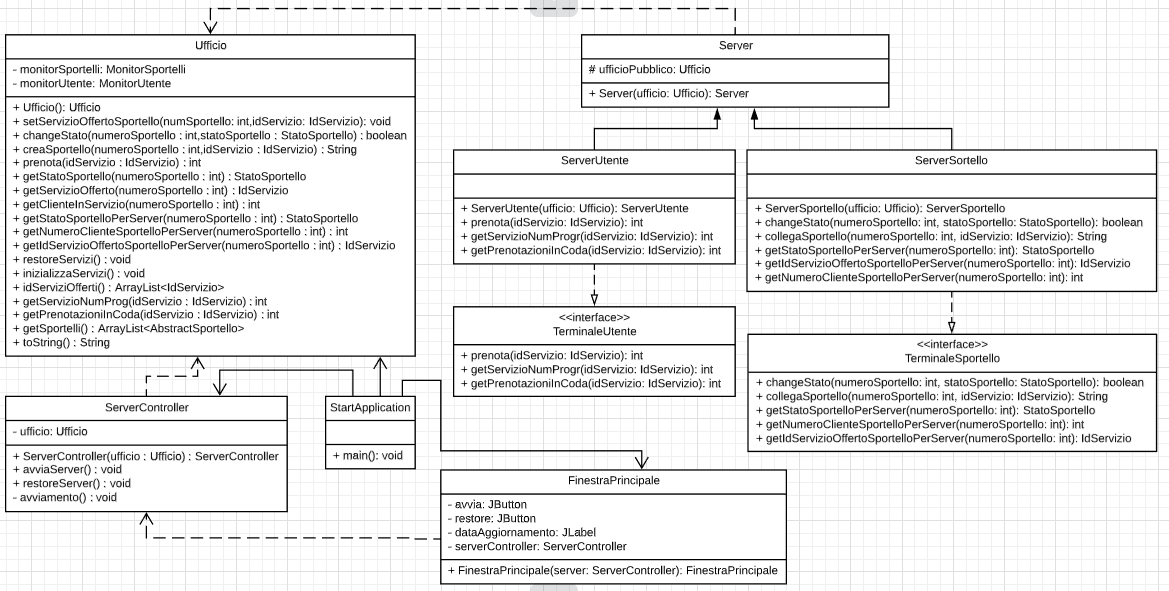 Ufficio
- monitorSportelli: MonitorSportelli
- monitorUtente: MonitorUtente
+ Ufficio(): Ufficio
+ setServizioOffertoSportello(numSportello: int,idServizio: IdServizio): void
+ changeStato(numeroSportello : int,statoSportello : StatoSportello) : boolean
+ creaSportello(numeroSportello : int,idServizio : IdServizio) : String
+ prenota(idServizio : IdServizio) : int
+ getStatoSportello(numeroSportello : int) : StatoSportello
+ getServizioOfferto(numeroSportello : int) : IdServizio
+ getClienteInServizio(numeroSportello : int) : int
+ getStatoSportelloPerServer(numeroSportello : int) : StatoSportello
+ getNumeroClienteSportelloPerServer(numeroSportello : int) : int
+ getIdServizioOffertoSportelloPerServer(numeroSportello : int) : IdServizio
+ restoreServizi() : void
+ inizializzaServizi() : void
+ idServiziOfferti() : ArrayList<IdServizio>
+ getServizioNumProg(idServizio : IdServizio) : int
+ getPrenotazioniInCoda(idServizio : IdServizio) : int
+ getSportelli() : ArrayList<AbstractSportello>
+ toString() : String
Server
# ufficioPubblico: Ufficio
+ Server(ufficio: Ufficio): Server
ServerUtente
+ ServerUtente(ufficio: Ufficio): ServerUtente
+ prenota(idServizio: IdServizio): int
+ getServizioNumProgr(idServizio: IdServizio): int
+ getPrenotazionInCoda(idServizio: IdServizio): int
ServerSortello
+ ServerSportello(ufficio: Ufficio): ServerSportello
+ changeStato(numeroSportello: int, statoSportello: StatoSportello): boolean
+ collegaSportello(numeroSportello: int, idServizio: IdServizio): String
+ getStatoSportelloPerServer(numeroSportello: int): StatoSportello
+ getIdServizioOffertoSportelloPerServer(numeroSportello: int): IdServizio
+ getNumeroClienteSportelloPerServer(numeroSportello: int): int
<<interface>>
TerminaleUtente
+ prenota(idServizio: IdServizio): int
+ getServizioNumProgr(idServizio: IdServizio): int
+ getPrenotazionInCoda(idServizio: IdServizio): int
<<interface>>
TerminaleSportello
+ changeStato(numeroSportello: int, statoSportello: StatoSportello): boolean
+ collegaSportello(numeroSportello: int, idServizio: IdServizio): String
+ getStatoSportelloPerServer(numeroSportello: int): StatoSportello
+ getNumeroClienteSportelloPerServer(numeroSportello: int): int
+ getIdServizioOffertoSportelloPerServer(numeroSportello: int): IdServizio
ServerController
- ufficio: Ufficio
+ ServerController(ufficio : Ufficio) : ServerController
+ avviaServer() : void
+ restoreServer() : void
- avviamento() : void
StartApplication
+ main(): void
FinestraPrincipale
- avvia: JButton
- restore: JButton
- dataAggiornamento: JLabel
- serverController: ServerController
+ FinestraPrincipale(server: ServerController): FinestraPrincipale